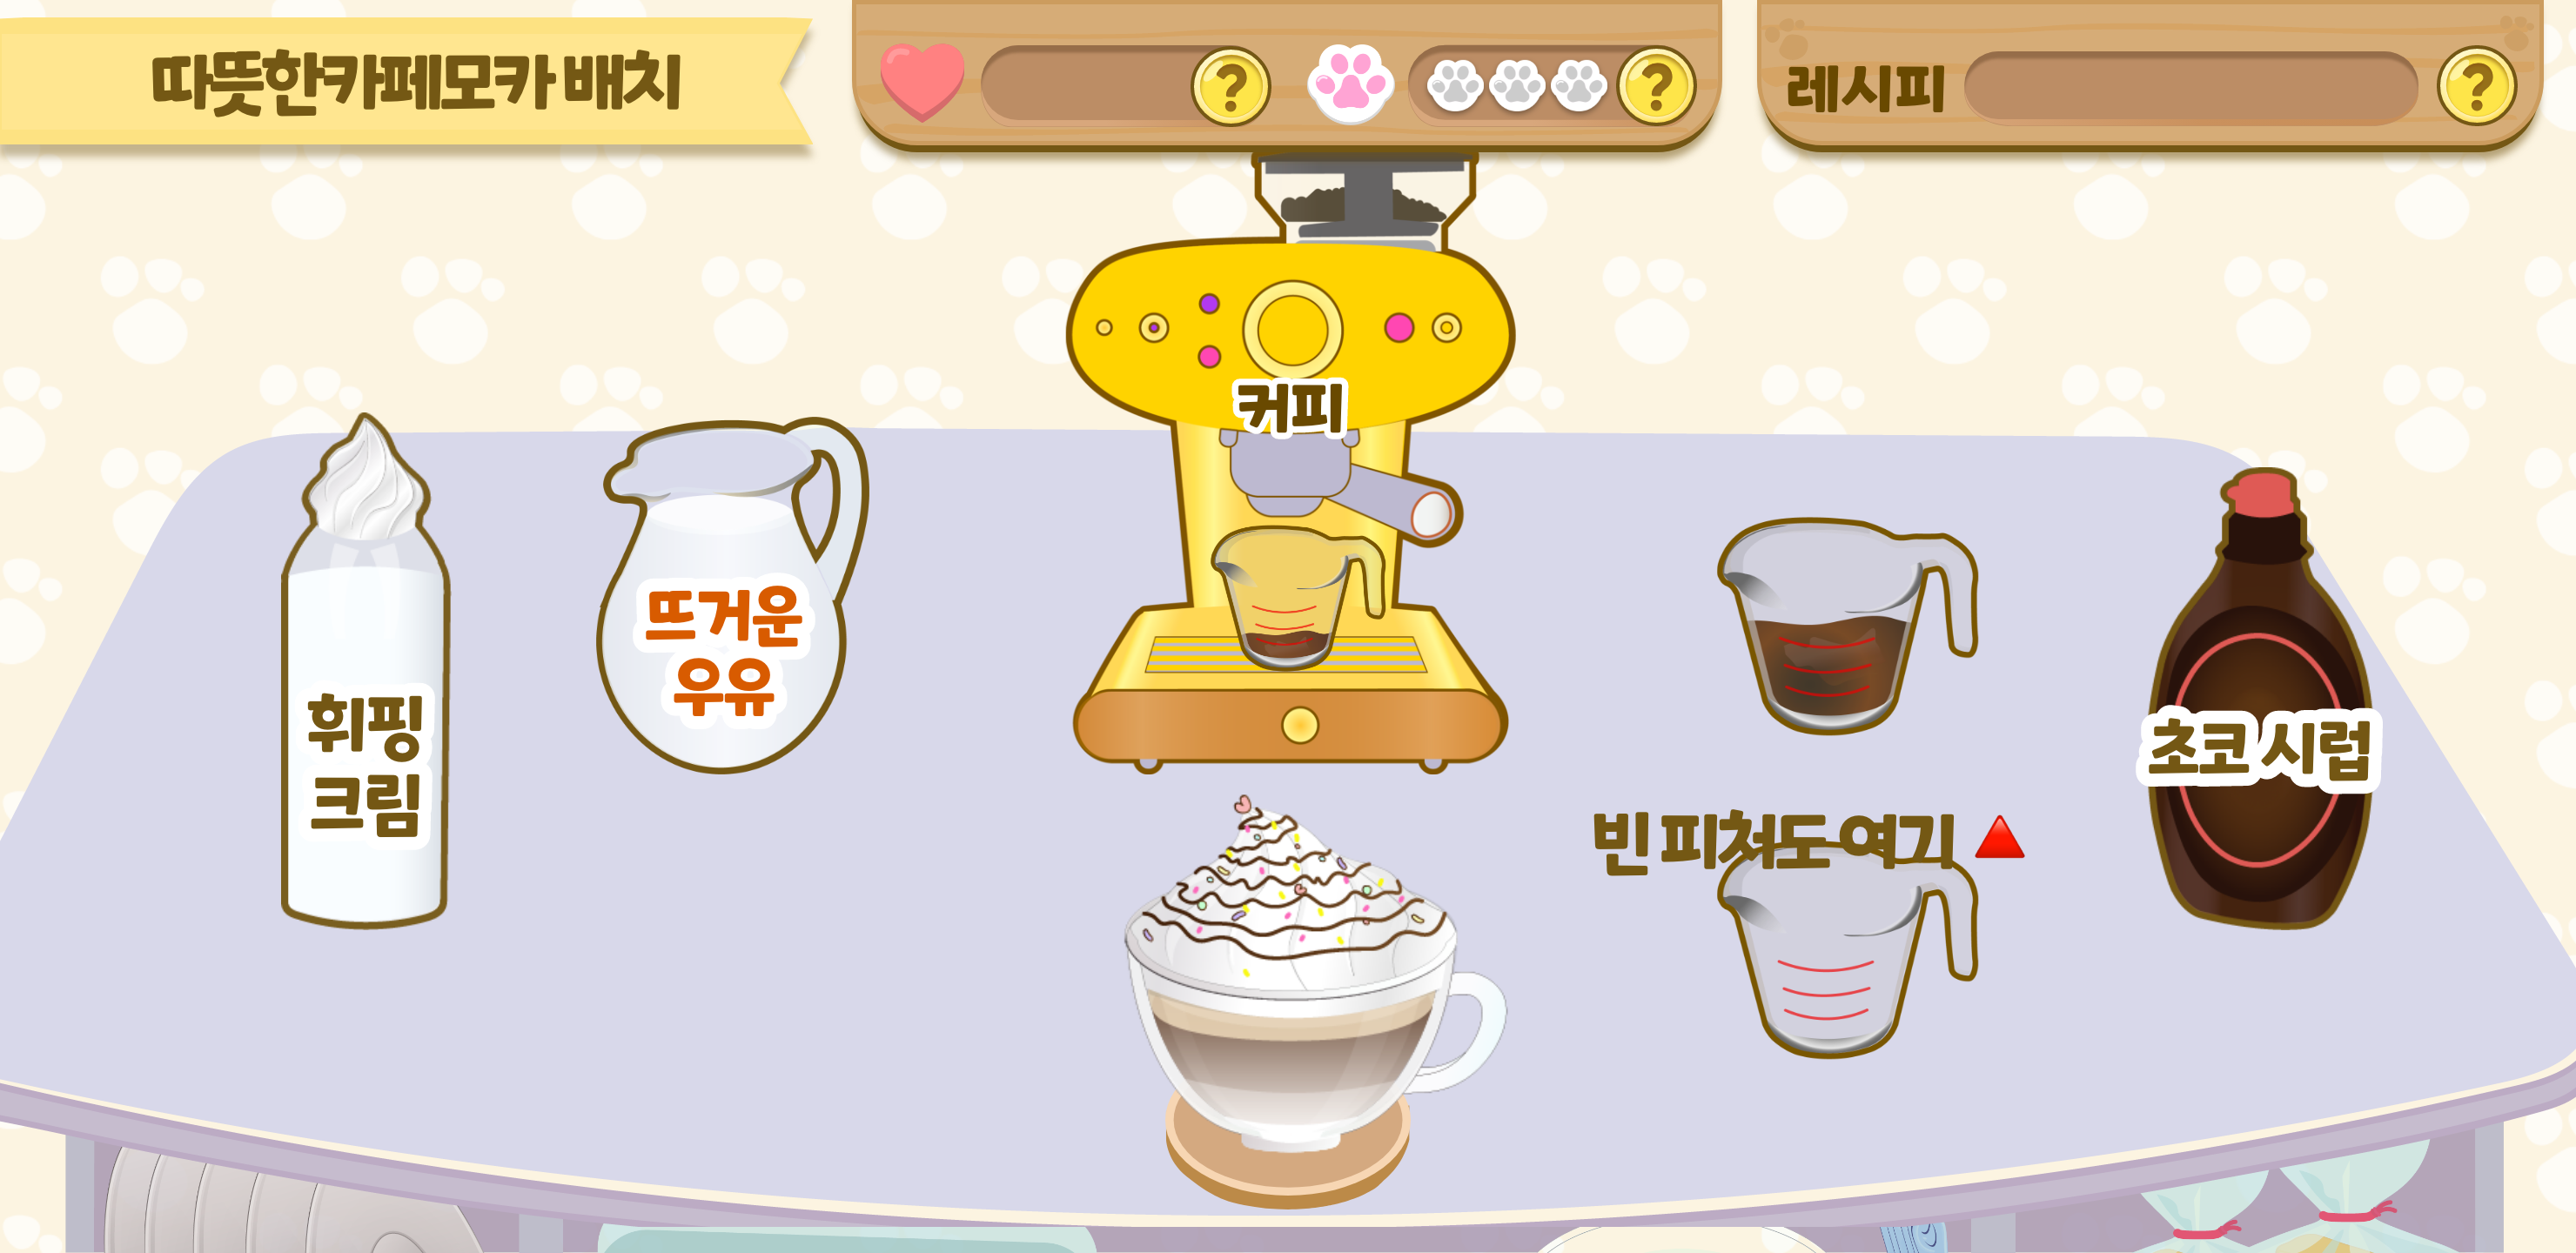 따뜻한카페모카 배치
?
?
레시피
?
커피
뜨거운
우유
휘핑
크림
초코 시럽
빈 피쳐도 여기